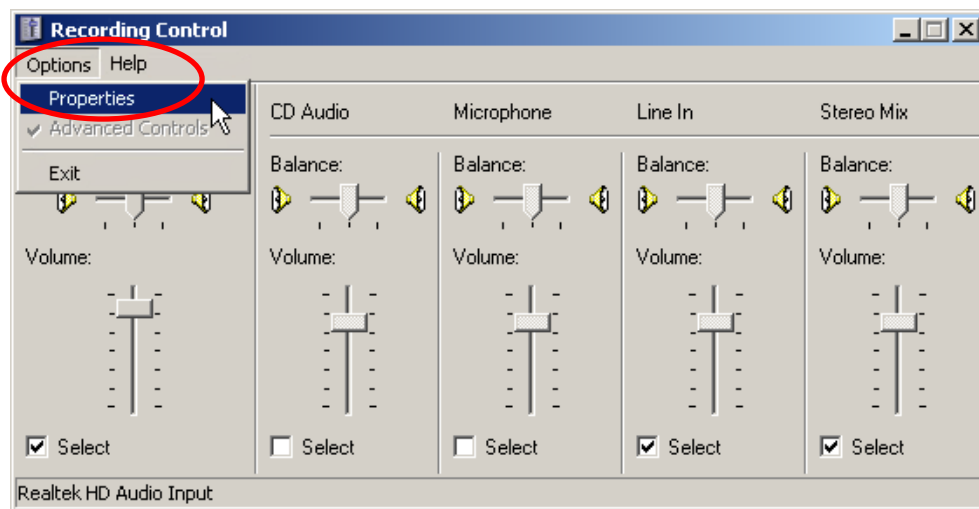 Recording Control
Options Help
Properties
Advanced Controls
Exit
CD Audio Microphone Line In Stereo Mix
Balance: Balance: Balance: Balance:
Volume: Volume: Volume: Volume: Volume:
Select Select Select Select Select
Realtek HD Audio Input